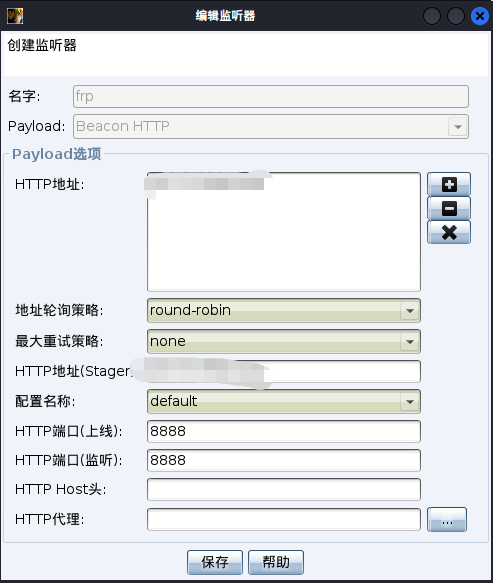 编辑监听器
创建监听器
名字: frp
Payload: Beacon HTTP
Payload选项
HTTP地址:
地址轮询策略: round-robin
最大重试策略: none
HTTP地址(Stager
配置名称: default
HTTP端口(上线): 8888
HTTP端口(监听): 8888
HTTP Host头:
HTTP代理: ...
保存 帮助